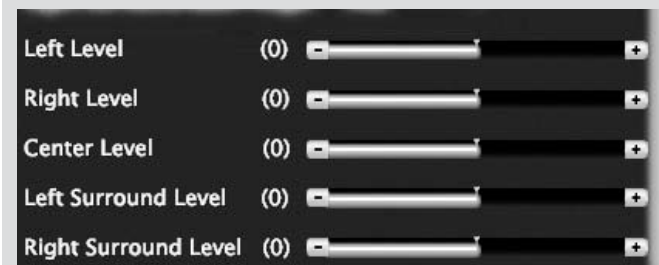 Left Level (0) - +
Right Level (0) - +
Center Level (0) - +
Left Surround Level (0) - +
Right Surround Level (0) - +